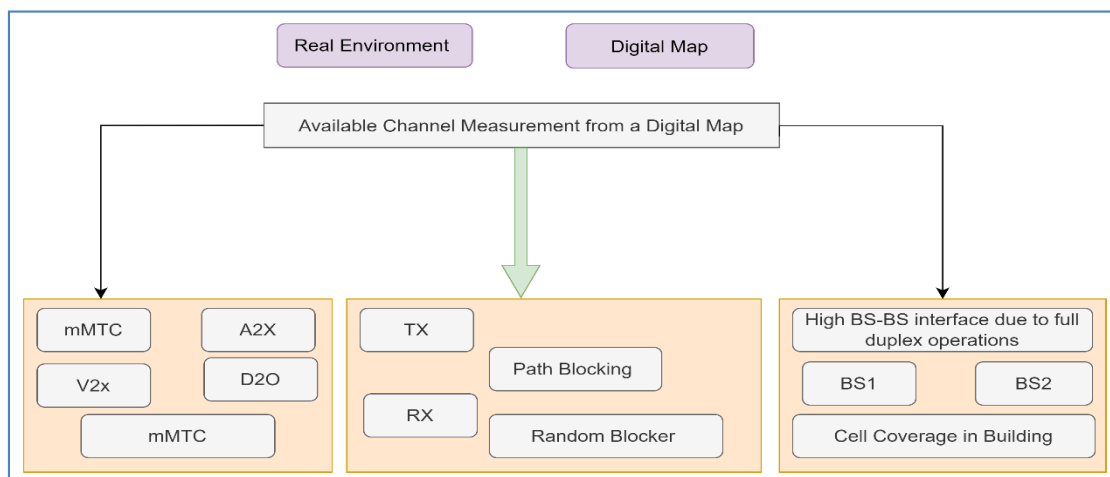 Real Environment
Digital Map
Available Channel Measurement from a Digital Map
mMTC
A2X
V2x
D2O
mMTC
TX
Path Blocking
RX
Random Blocker
High BS-BS interface due to full
duplex operations
BS1
BS2
Cell Coverage in Building